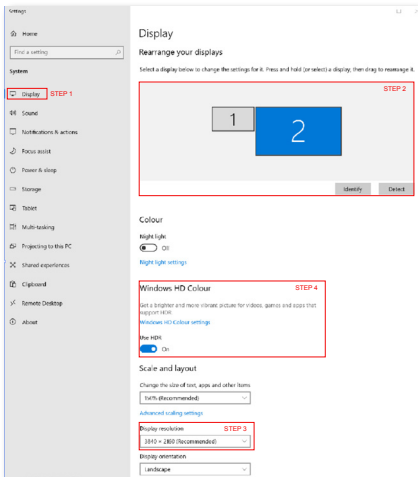 Settings
Home
Find a setting
System
Display STEP 1
Sound
Notifications & actions
Focus assist
Power & sleep
Storage
Tablet
Multi-tasking
Projecting to this PC
Shared experiences
Clipboard
Remote Desktop
About
Display
Rearrange your displays
Select a display below to change the settings for it. Press and hold (or select) a display, then drag to rearrange it.
STEP 2
1
2
Identify Detect
Colour
Night light
Off
Night light settings
Windows HD Colour STEP 4
Get a brighter and more vibrant picture for videos, games and apps that
support HDR.
Windows HD Colour settings
Use HDR
On
Scale and layout
Change the size of text, apps and other items
150% (Recommended)
Advanced scaling settings
Display resolution STEP 3
3840 × 2160 (Recommended)
Display orientation
Landscape